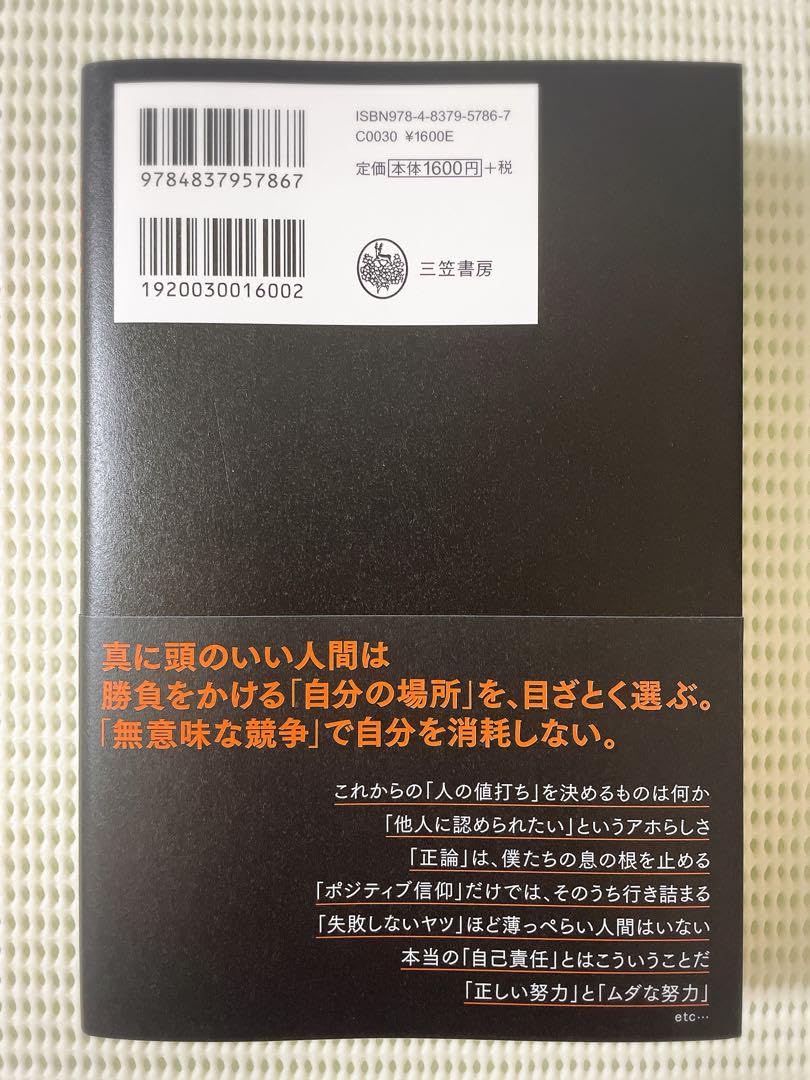 ISBN978-4-8379-5786-7
C0030 ¥1600E
定価 本体1600円+税
9784837957867
1920030016002
三笠書房
真に頭のいい人間は
勝負をかける「自分の場所」を、目ざとく選ぶ。
「無意味な競争」で自分を消耗しない。
これからの「人の値打ち」を決めるものは何か
「他人に認められたい」というアホらしさ
「正論」は、僕たちの息の根を止める
「ポジティブ信仰」だけでは、そのうち行き詰まる
「失敗しないヤツ」ほど薄っぺらい人間はいない
本当の「自己責任」とはこういうことだ
「正しい努力」と「ムダな努力」
etc…